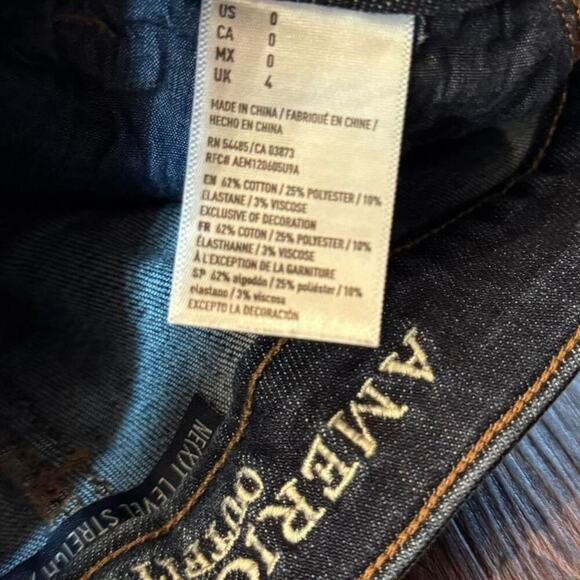 US 0
CA 0
MX 0
UK 4
MADE IN CHINA / FABRIQUÉ EN CHINE /
HECHO EN CHINA
RN 54485 / CA 03873
RFC# AEM120605U9A
EN 62% COTTON / 25% POLYESTER / 10%
ELASTANE / 3% VISCOSE
EXCLUSIVE OF DECORATION
FR 62% COTON / 25% POLYESTER / 10%
ÉLASTHANNE / 3% VISCOSE
À L'EXCEPTION DE LA GARNITURE
SP 62% algodón / 25% poliéster / 10%
elastano / 3% viscosa
EXCEPTO LA DECORACIÓN
AMERIC
OUTFI
NE(X)T LEVEL STRETCH